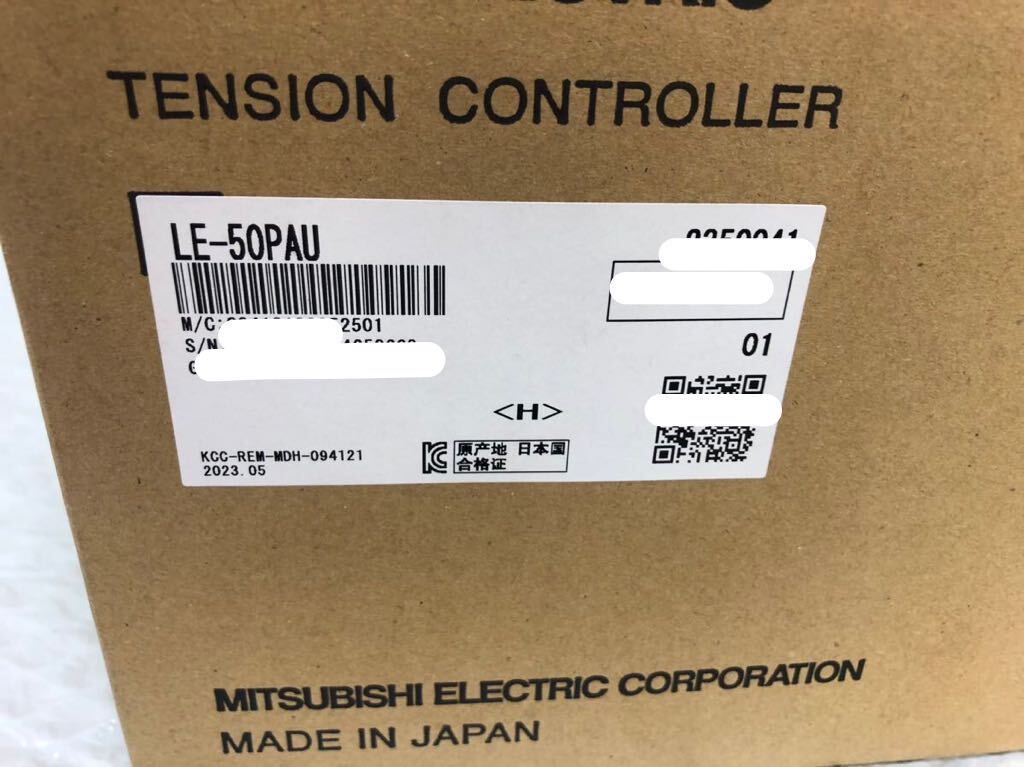 TENSION CONTROLLER
LE-50PAU
M/C:
2501
S/N
01
<H>
KCC-REM-MDH-094121
2023.05
原产地 日本国
合格证
MITSUBISHI ELECTRIC CORPORATION
MADE IN JAPAN